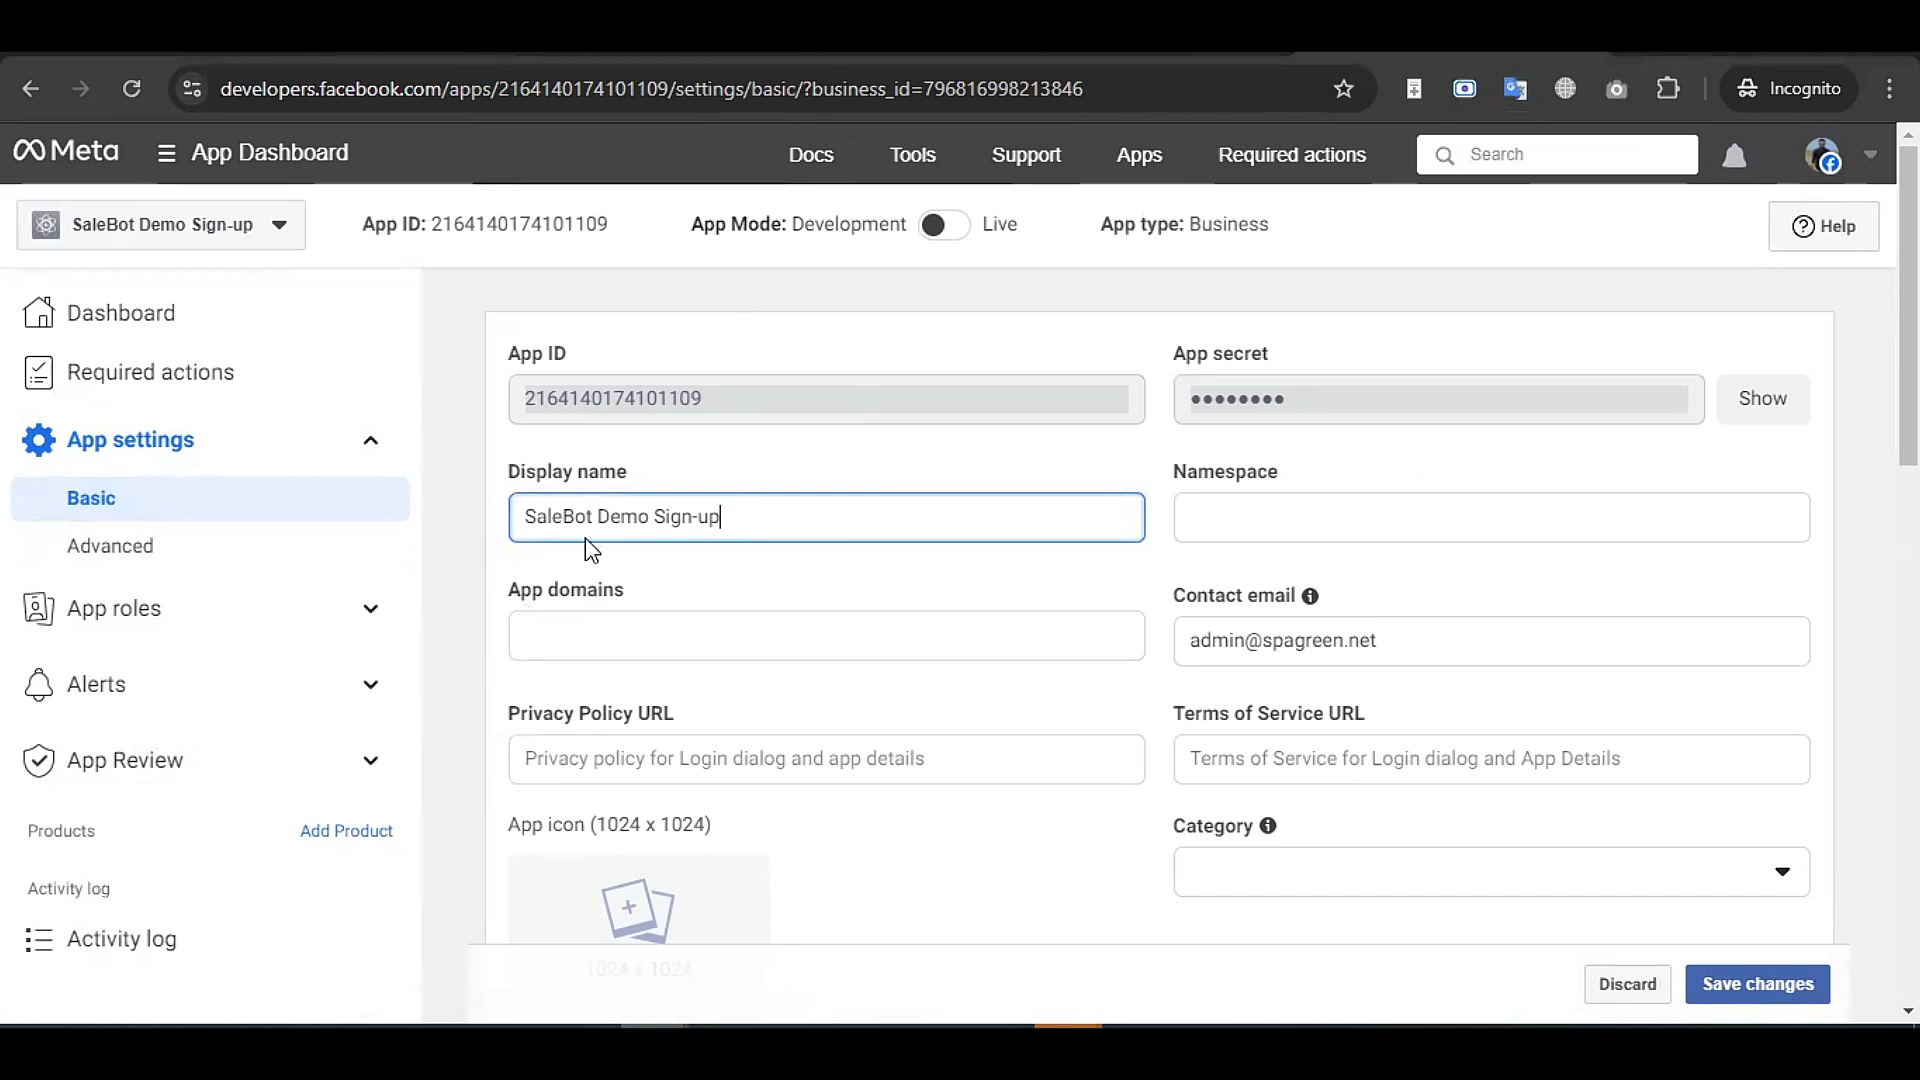 developers.facebook.com/apps/2164140174101109/settings/basic/?business_id=796816998213846
Incognito
Meta
App Dashboard
Docs
Tools
Support
Apps
Required actions
Search
SaleBot Demo Sign-up
App ID: 2164140174101109
App Mode: Development
Live
App type: Business
Help
Dashboard
Required actions
App settings
Basic
Advanced
App roles
Alerts
App Review
Products
Add Product
Activity log
Activity log
App ID
2164140174101109
App secret
Show
Display name
SaleBot Demo Sign-up
Namespace
App domains
Contact email
admin@spagreen.net
Privacy Policy URL
Privacy policy for Login dialog and app details
Terms of Service URL
Terms of Service for Login dialog and App Details
App icon (1024 x 1024)
1024 x 1024
Category
Discard
Save changes